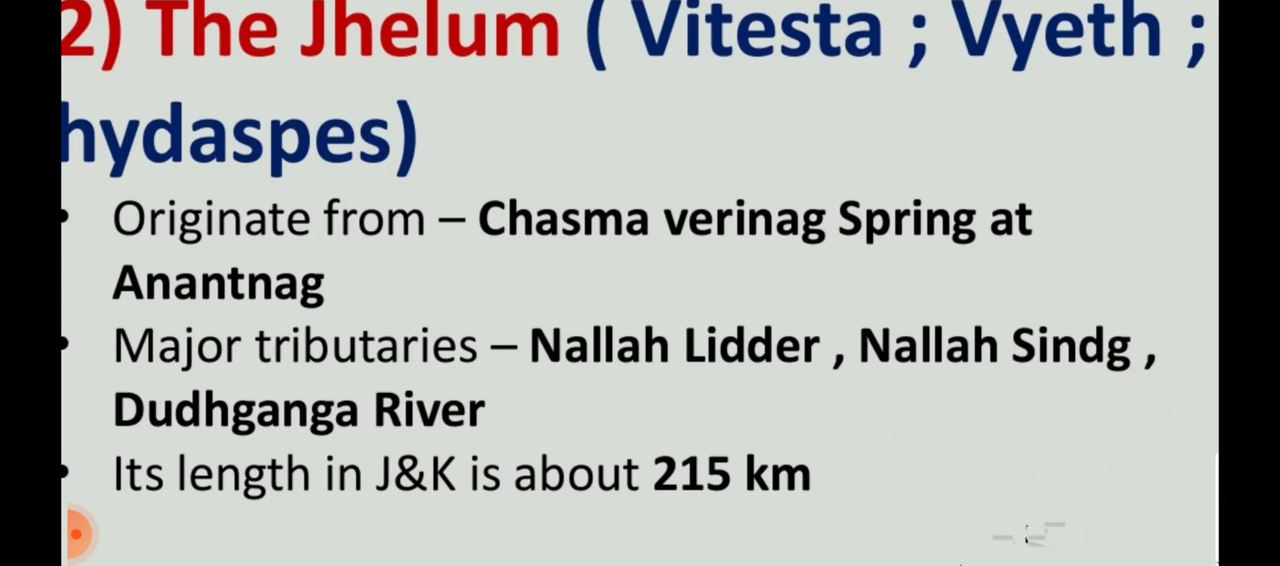 2) The Jhelum ( Vitesta ; Vyeth ;
hydaspes)
• Originate from – Chasma verinag Spring at
Anantnag
• Major tributaries – Nallah Lidder , Nallah Sindg ,
Dudhganga River
• Its length in J&K is about 215 km